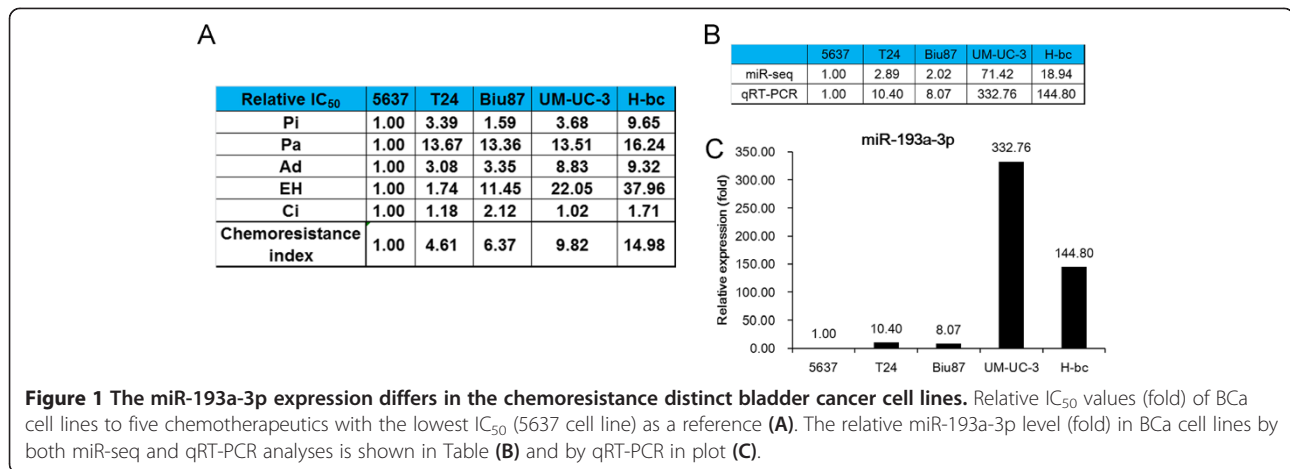 A
Relative IC50 5637 T24 Biu87 UM-UC-3 H-bc
Pi 1.00 3.39 1.59 3.68 9.65
Pa 1.00 13.67 13.36 13.51 16.24
Ad 1.00 3.08 3.35 8.83 9.32
EH 1.00 1.74 11.45 22.05 37.96
Ci 1.00 1.18 2.12 1.02 1.71
Chemoresistance
index 1.00 4.61 6.37 9.82 14.98
B
5637 T24 Biu87 UM-UC-3 H-bc
miR-seq 1.00 2.89 2.02 71.42 18.94
qRT-PCR 1.00 10.40 8.07 332.76 144.80
C
miR-193a-3p
Relative expression (fold)
350.00
300.00
250.00
200.00
150.00
100.00
50.00
0.00
1.00 10.40 8.07 332.76 144.80
5637 T24 Biu87 UM-UC-3 H-bc
Figure 1 The miR-193a-3p expression differs in the chemoresistance distinct bladder cancer cell lines. Relative IC50 values (fold) of BCa
cell lines to five chemotherapeutics with the lowest IC50 (5637 cell line) as a reference (A). The relative miR-193a-3p level (fold) in BCa cell lines by
both miR-seq and qRT-PCR analyses is shown in Table (B) and by qRT-PCR in plot (C).